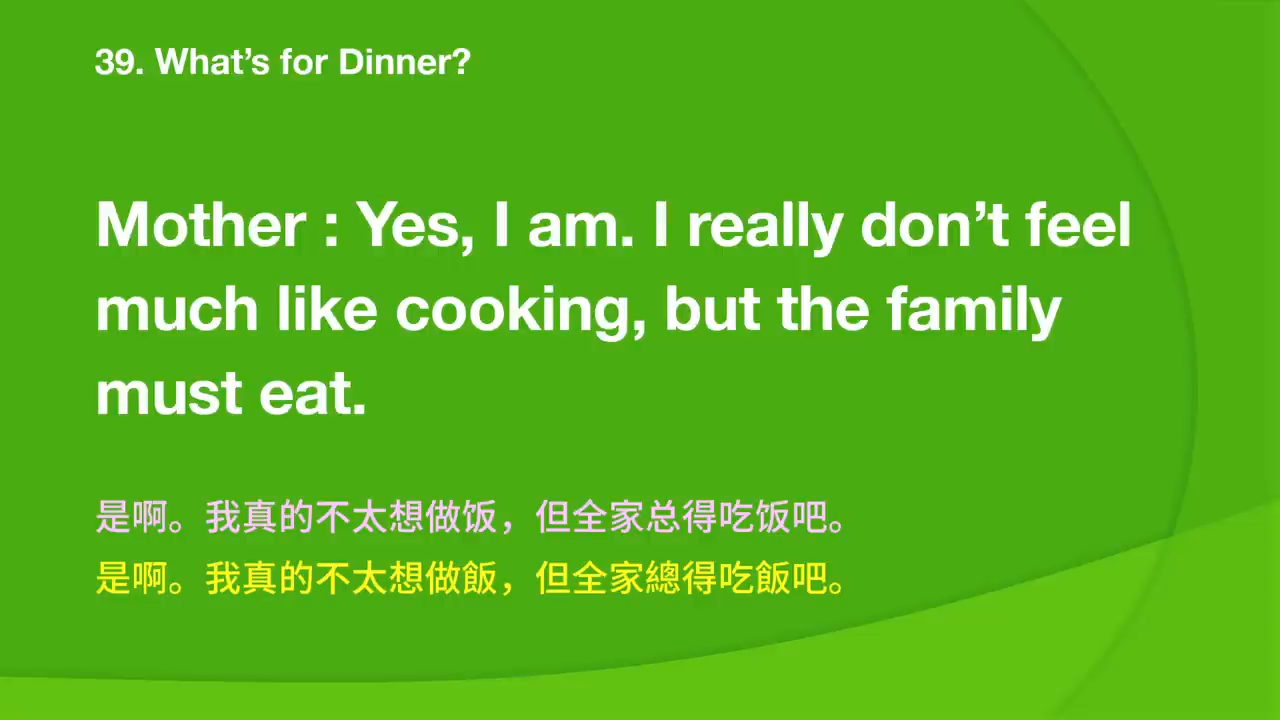 39. What’s for Dinner?
Mother : Yes, I am. I really don’t feel
much like cooking, but the family
must eat.
是啊。我真的不太想做饭，但全家总得吃饭吧。
是啊。我真的不太想做飯，但全家總得吃飯吧。